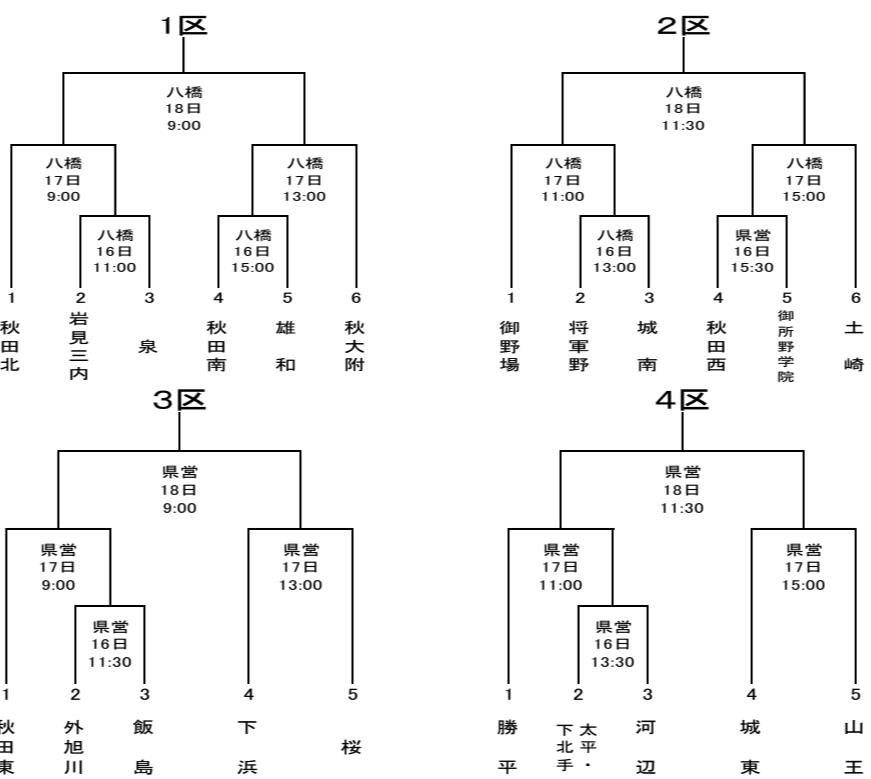 1区
八橋
18日
9:00
八橋
17日
9:00
八橋
17日
13:00
八橋
16日
11:00
八橋
16日
15:00
1
2
3
4
5
6
秋田北
岩見三内
泉
秋田南
雄和
秋大附
2区
八橋
18日
11:30
八橋
17日
11:00
八橋
17日
15:00
八橋
16日
13:00
県営
16日
15:30
1
2
3
4
5
6
御野場
将軍野
城南
秋田西
御所野学院
土崎
3区
県営
18日
9:00
県営
17日
9:00
県営
17日
13:00
県営
16日
11:30
1
2
3
4
5
秋田東
外旭川
飯島
下浜
桜
4区
県営
18日
11:30
県営
17日
11:00
県営
17日
15:00
県営
16日
13:30
1
2
3
4
5
勝平
太平・
下北手
河辺
城東
山王